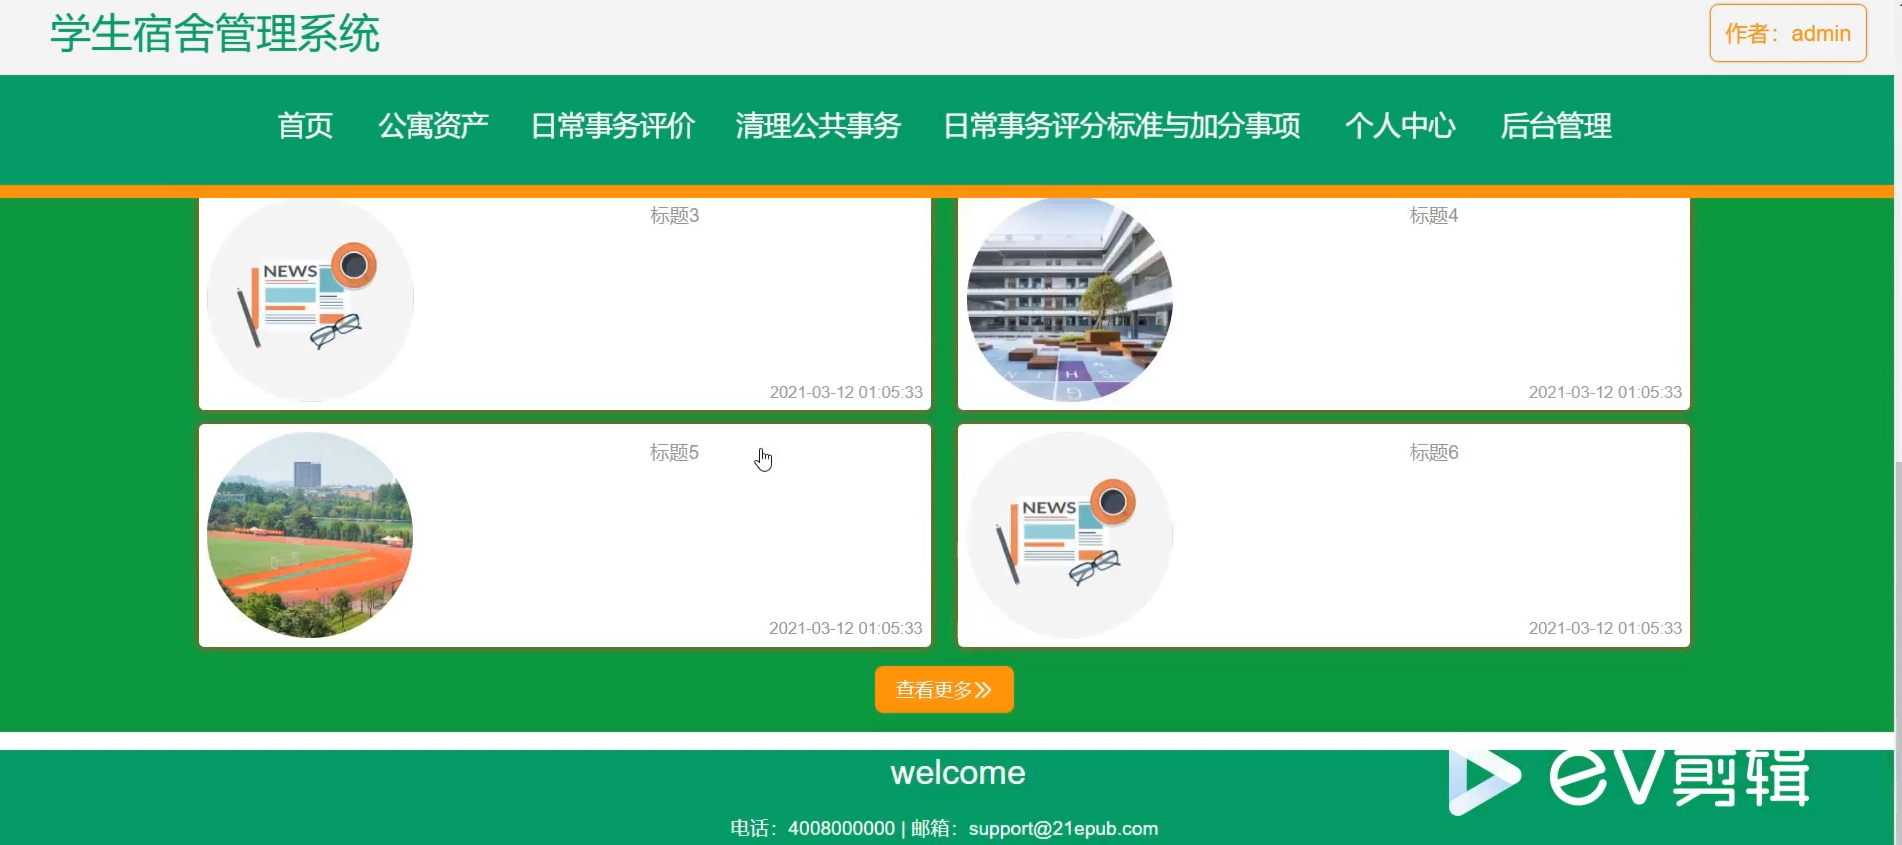 学生宿舍管理系统
作者：admin
首页 公寓资产 日常事务评价 清理公共事务 日常事务评分标准与加分事项 个人中心 后台管理
标题3
NEWS
2021-03-12 01:05:33
标题4
H
G
2021-03-12 01:05:33
标题5
2021-03-12 01:05:33
标题6
NEWS
2021-03-12 01:05:33
查看更多
welcome
电话：4008000000 | 邮箱：support@21epub.com
eV剪辑